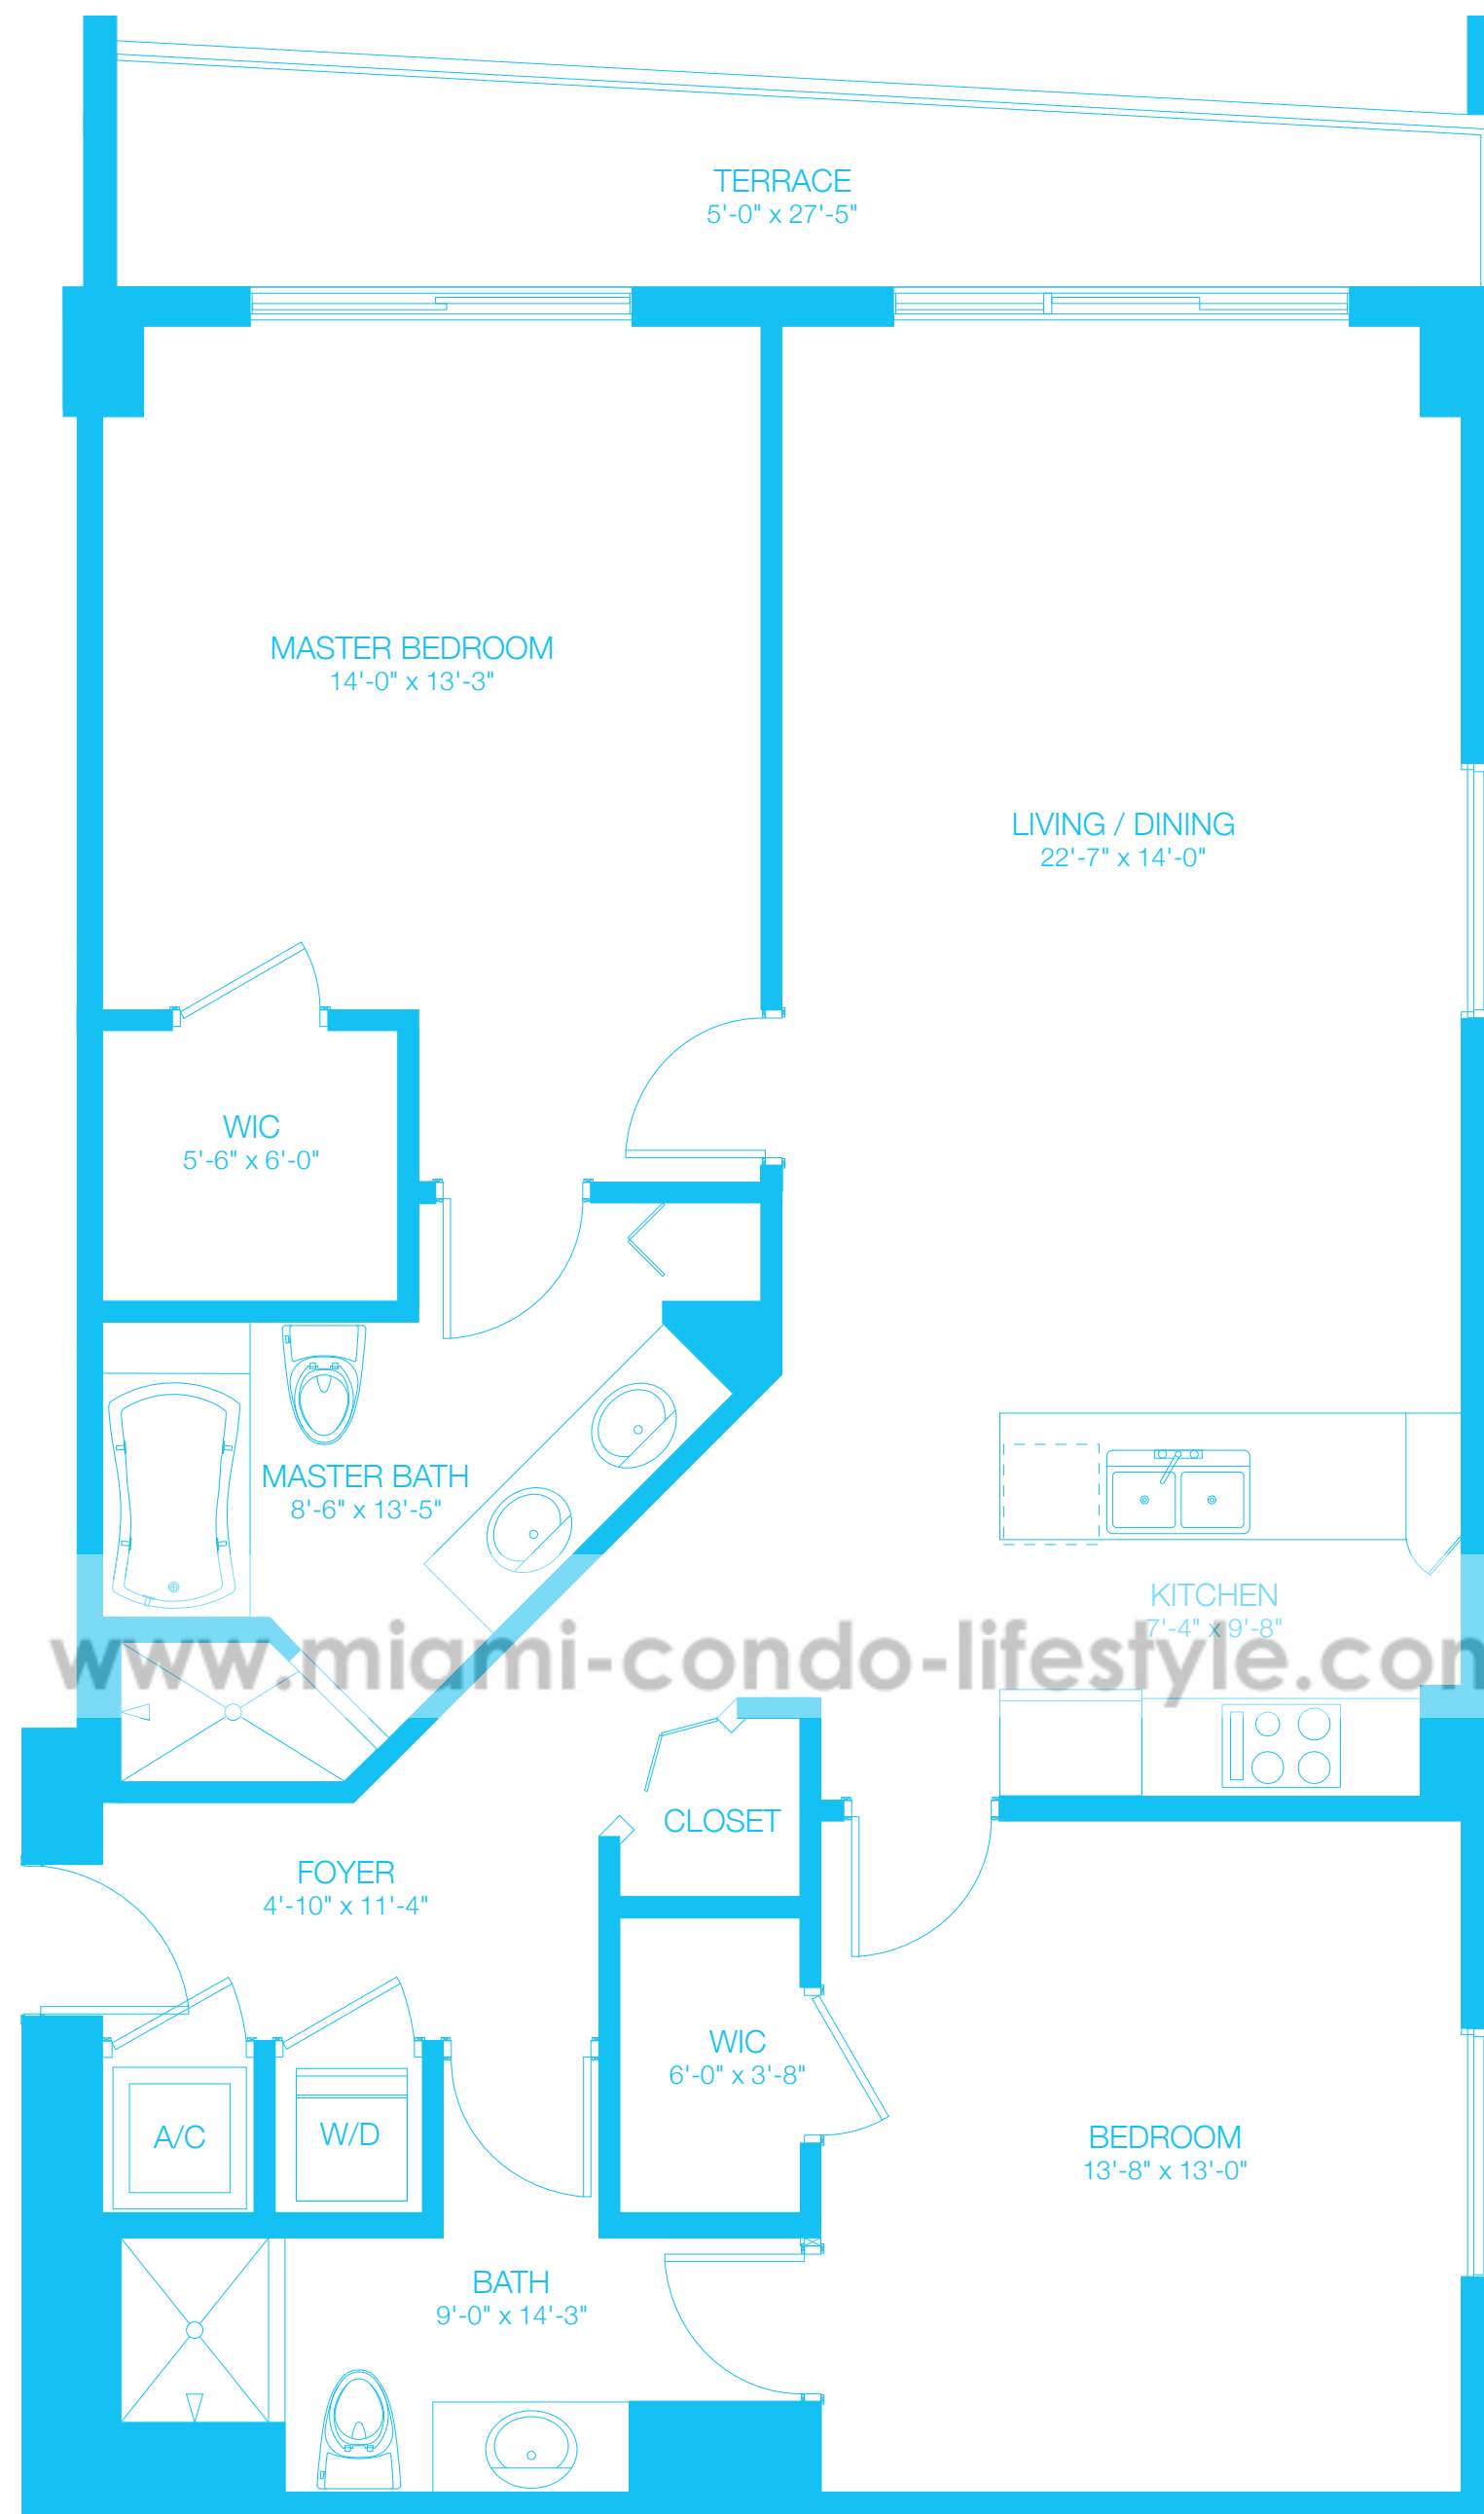 TERRACE
5'-0" x 27'-5"
MASTER BEDROOM
14'-0" x 13'-3"
LIVING / DINING
22'-7" x 14'-0"
WIC
5'-6" x 6'-0"
MASTER BATH
8'-6" x 13'-5"
KITCHEN
7'-4" x 9'-8"
www.miami-condo-lifestyle.con
CLOSET
FOYER
4'-10" x 11'-4"
WIC
6'-0" x 3'-8"
A/C
W/D
BEDROOM
13'-8" x 13'-0"
BATH
9'-0" x 14'-3"